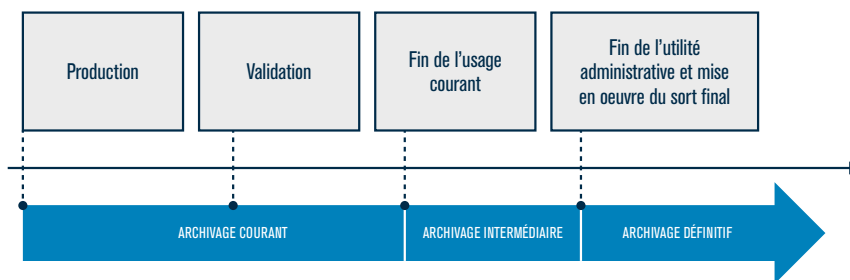 Production
Validation
Fin de l'usage
courant
Fin de l'utilité
administrative et mise
en oeuvre du sort final
ARCHIVAGE COURANT
ARCHIVAGE INTERMÉDIAIRE
ARCHIVAGE DÉFINITIF